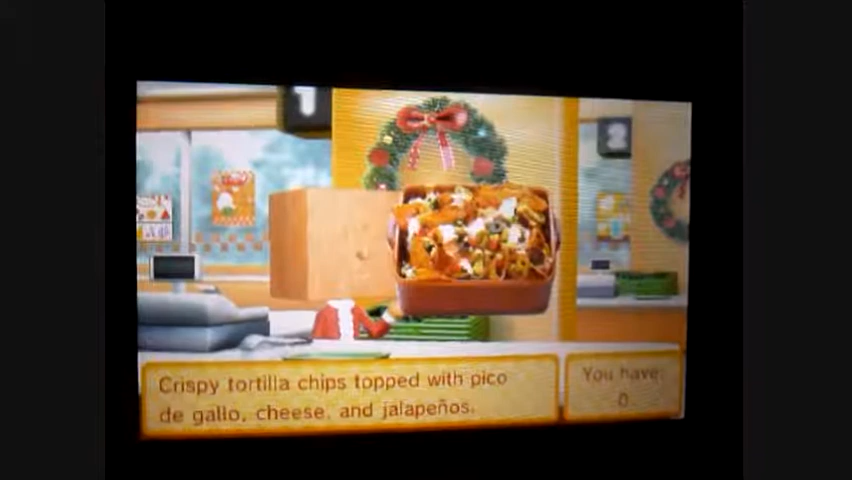 1
2
Crispy tortilla chips topped with pico
de gallo, cheese, and jalapeños.
You have:
0